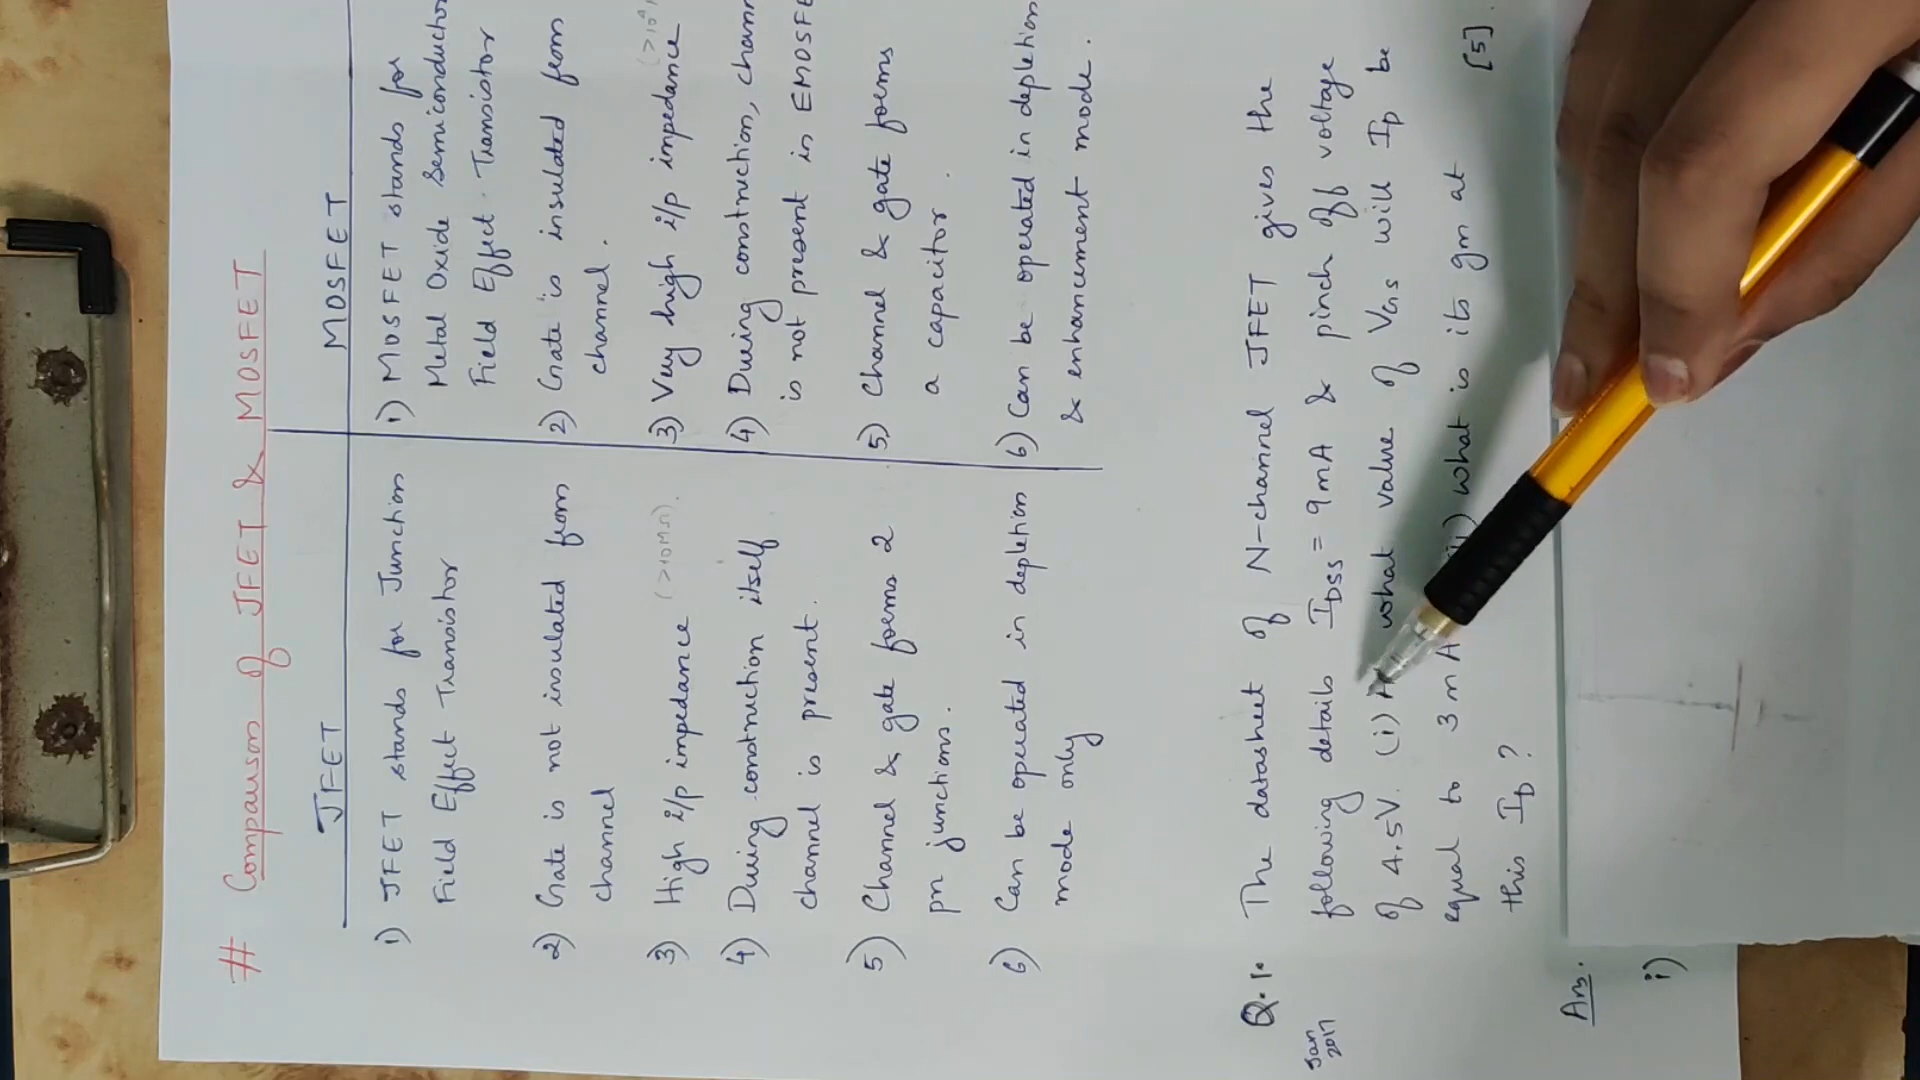 # Comparison of JFET & MOSFET
JFET
1) JFET stands for Junction
Field Effect Transistor
2) Gate is not insulated from
channel
3) High i/p impedance (>10MΩ).
4) During construction itself
channel is present.
5) Channel & gate forms 2
pn junctions.
6) Can be operated in depletion
mode only
MOSFET
1) MOSFET stands for
Metal Oxide Semiconductor
Field Effect Transistor
2) Gate is insulated from
channel.
3) Very high i/p impedance
4) During construction,
is not present in
5) Channel & gate forms
a capacitor.
6) Can be operated in depletion
& enhancement mode.
Q.1. The datasheet of N-channel JFET gives the
Jan 2017
following details IDSS = 9mA & pinch off voltage
of 4.5V. (i) what value of VGS will ID be
equal to 3mA what is its gm at
this ID? [5].
Ans.
i)